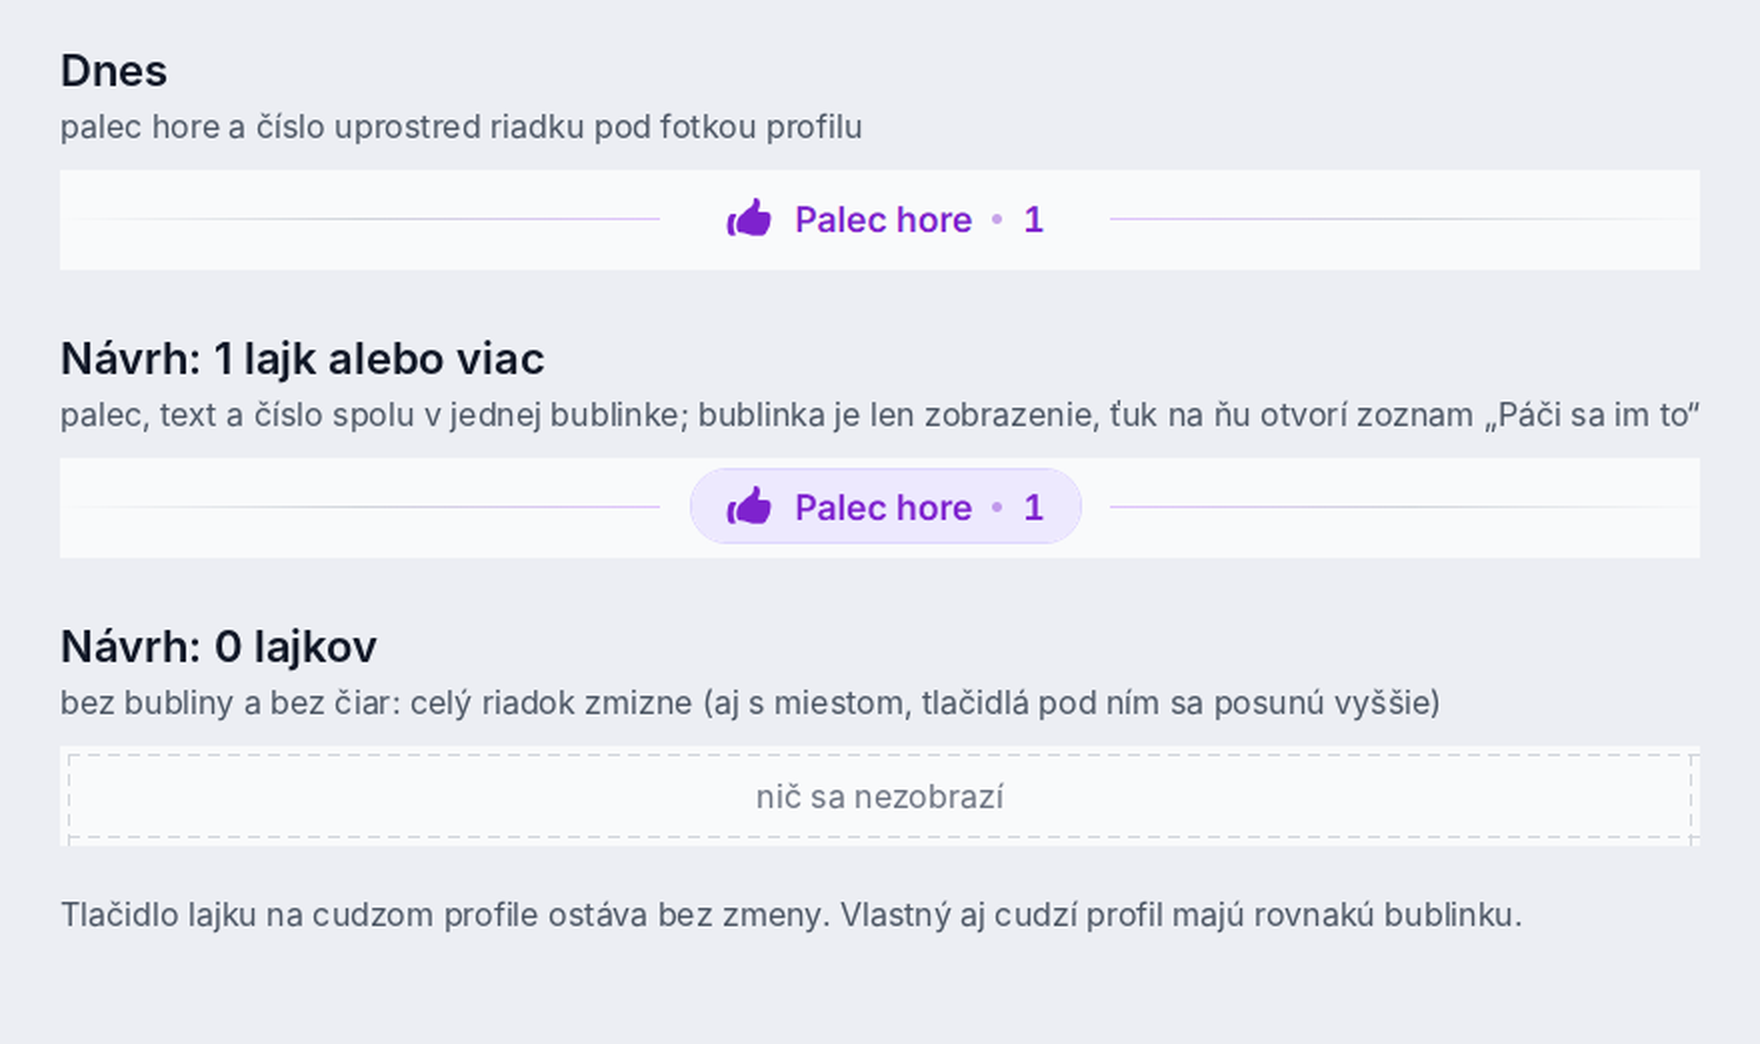 Dnes
palec hore a číslo uprostred riadku pod fotkou profilu
Palec hore • 1
Návrh: 1 lajk alebo viac
palec, text a číslo spolu v jednej bublinke; bublinka je len zobrazenie, ťuk na ňu otvorí zoznam „Páči sa im to“
Palec hore • 1
Návrh: 0 lajkov
bez bubliny a bez čiar: celý riadok zmizne (aj s miestom, tlačidlá pod ním sa posunú vyššie)
nič sa nezobrazí
Tlačidlo lajku na cudzom profile ostáva bez zmeny. Vlastný aj cudzí profil majú rovnakú bublinku.